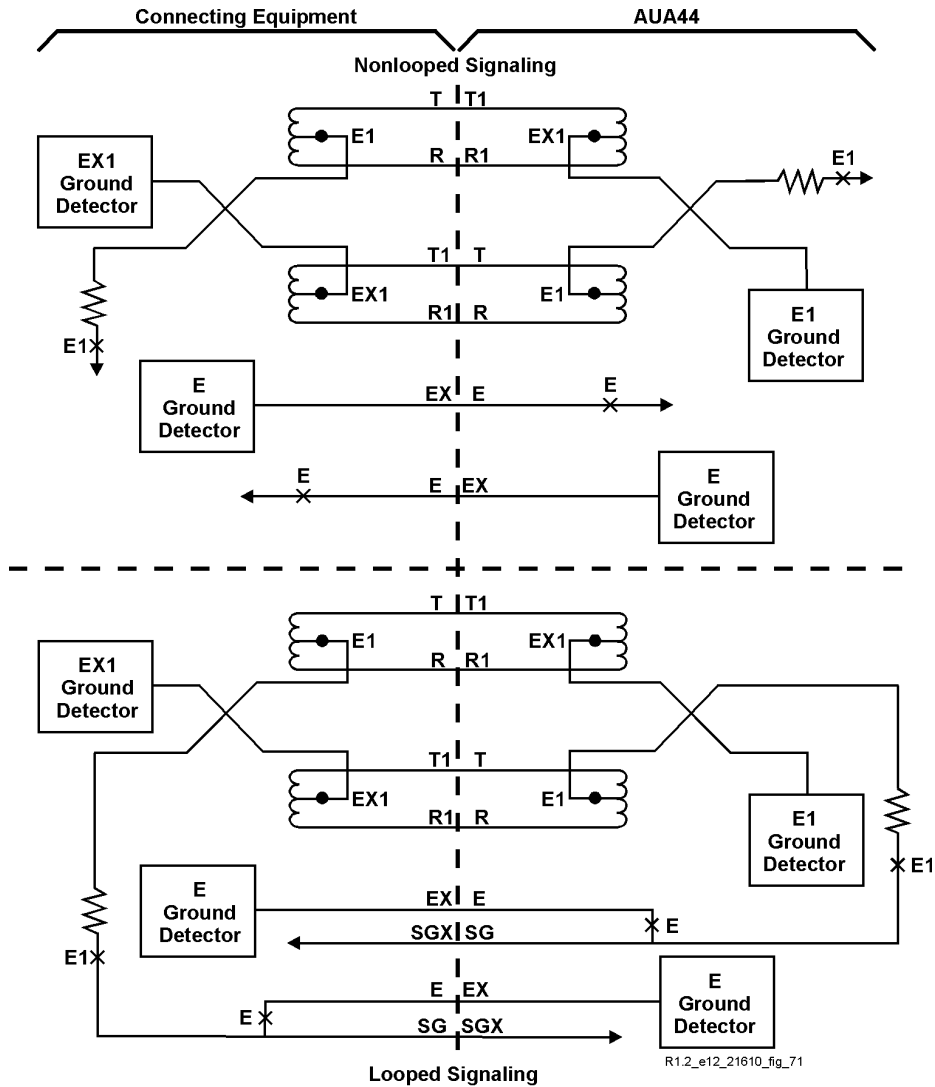 Connecting Equipment AUA44
Nonlooped Signaling
T T1
E1 EX1
EX1
Ground
Detector
R R1
E1
T1 T
EX1 E1
R1 R
E1
Ground
Detector
E1
E
Ground
Detector
EX E
E
E
E EX
E
Ground
Detector
T T1
E1 EX1
EX1
Ground
Detector
R R1
T1 T
EX1 E1
R1 R
E1
Ground
Detector
E1
E
Ground
Detector
EX E
E
SGX SG
E1
E EX
E
Ground
Detector
E
SG SGX
R1.2_e12_21610_fig_71
Looped Signaling